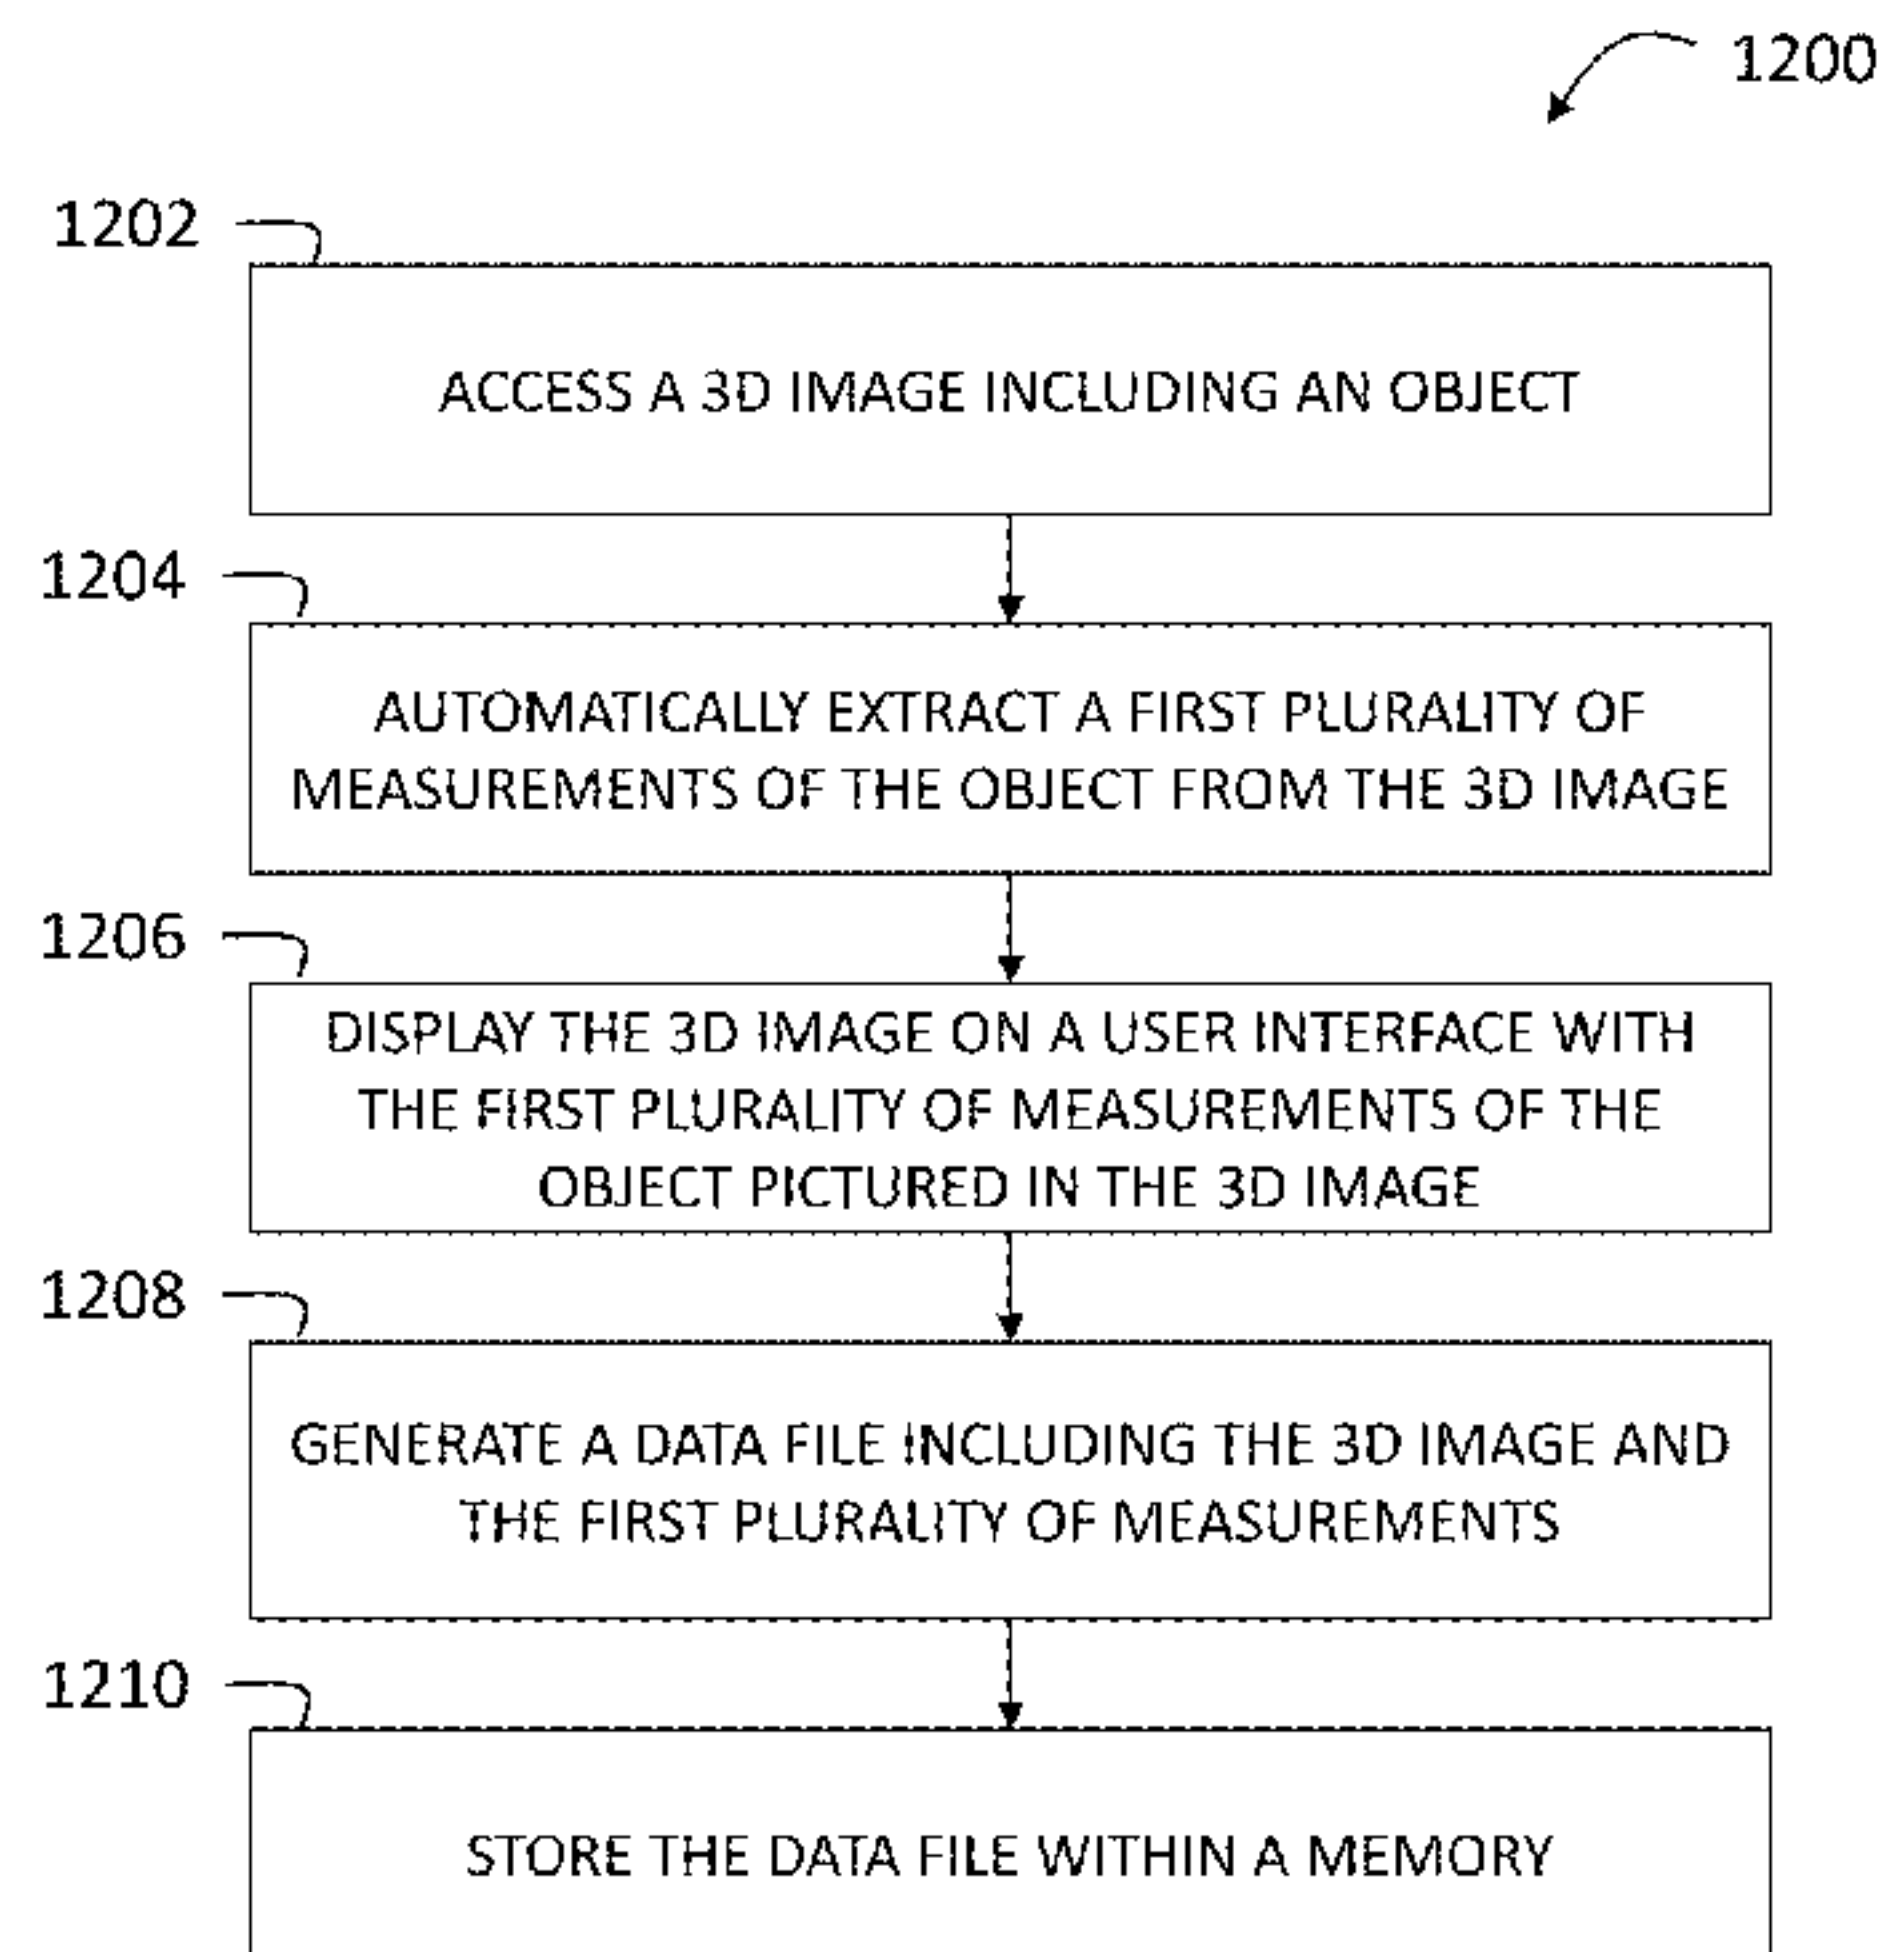 1200
1202
ACCESS A 3D IMAGE INCLUDING AN OBJECT
1204
AUTOMATICALLY EXTRACT A FIRST PLURALITY OF
MEASUREMENTS OF THE OBJECT FROM THE 3D IMAGE
1206
DISPLAY THE 3D IMAGE ON A USER INTERFACE WITH
THE FIRST PLURALITY OF MEASUREMENTS OF THE
OBJECT PICTURED IN THE 3D IMAGE
1208
GENERATE A DATA FILE INCLUDING THE 3D IMAGE AND
THE FIRST PLURALITY OF MEASUREMENTS
1210
STORE THE DATA FILE WITHIN A MEMORY